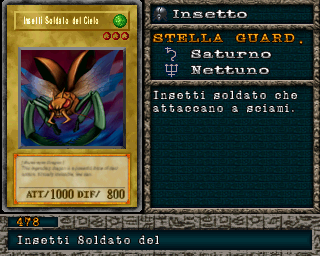 Insetti Soldato del Cielo
ATT/1000 DIF/ 800
Insetto
STELLA GUARD.
Saturno
Nettuno
Insetti soldato che
attaccano a sciami.
478
Insetti Soldato del